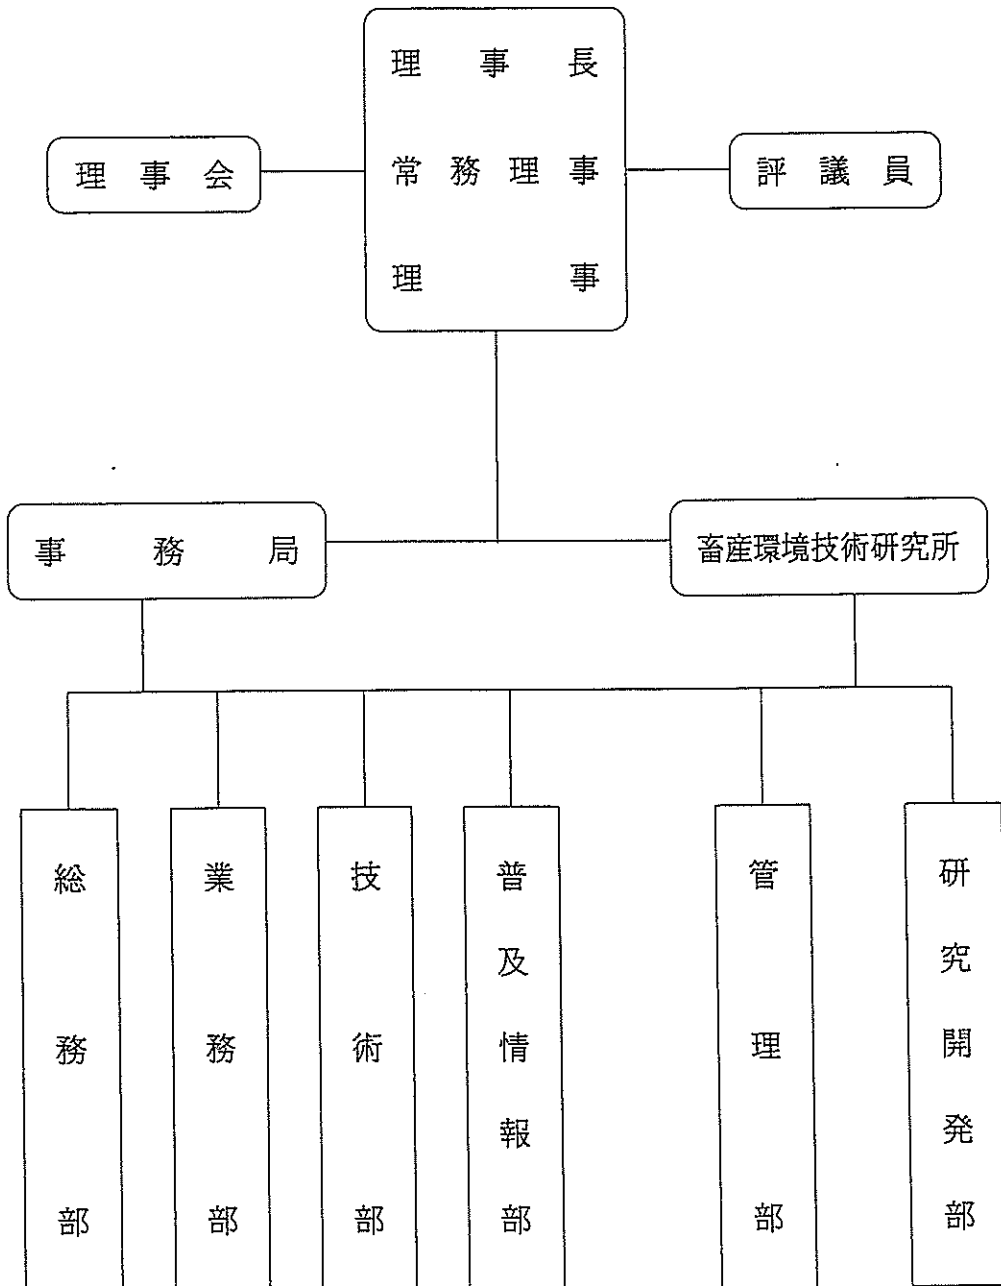 理事長
理事会
常務理事
評議員
理事
事務局
畜産環境技術研究所
総務部
業務部
技術部
普及情報部
管理部
研究開発部